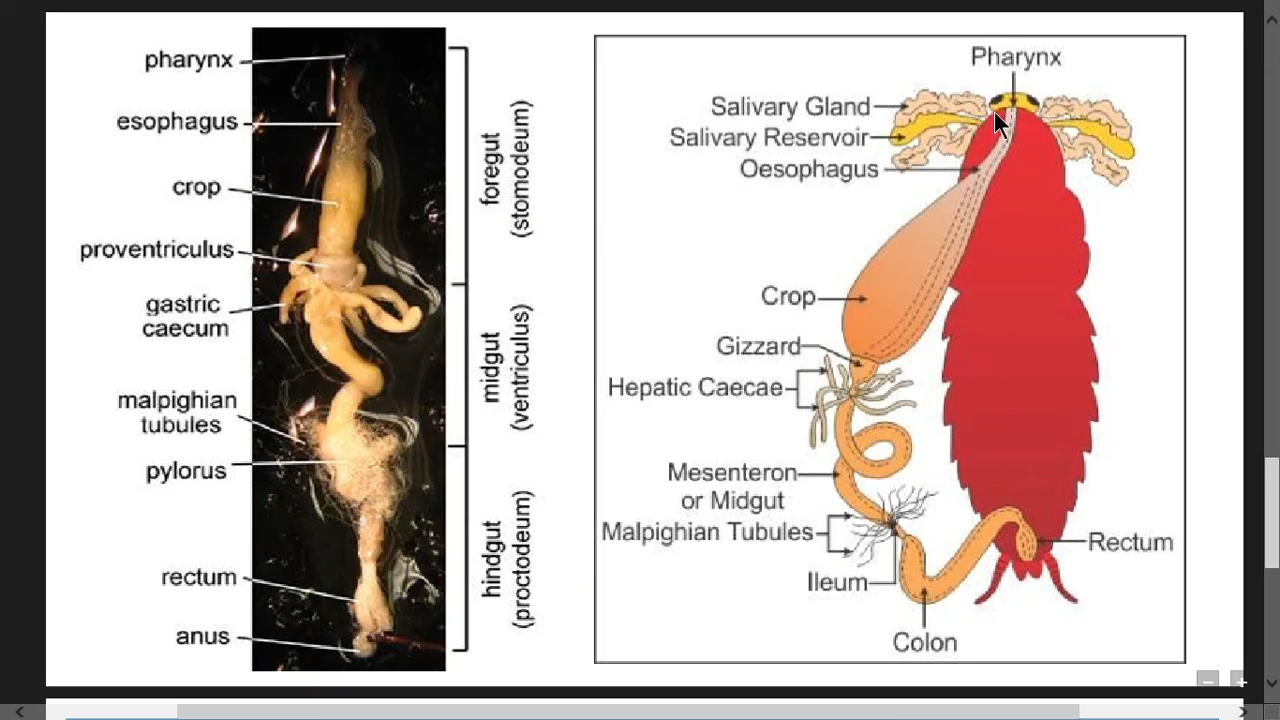 pharynx
esophagus
crop
proventriculus
gastric
caecum
malpighian
tubules
pylorus
rectum
anus
foregut
(stomodeum)
midgut
(ventriculus)
hindgut
(proctodeum)
Pharynx
Salivary Gland
Salivary Reservoir
Oesophagus
Crop
Gizzard
Hepatic Caecae
Mesenteron
or Midgut
Malpighian Tubules
Ileum
Colon
Rectum